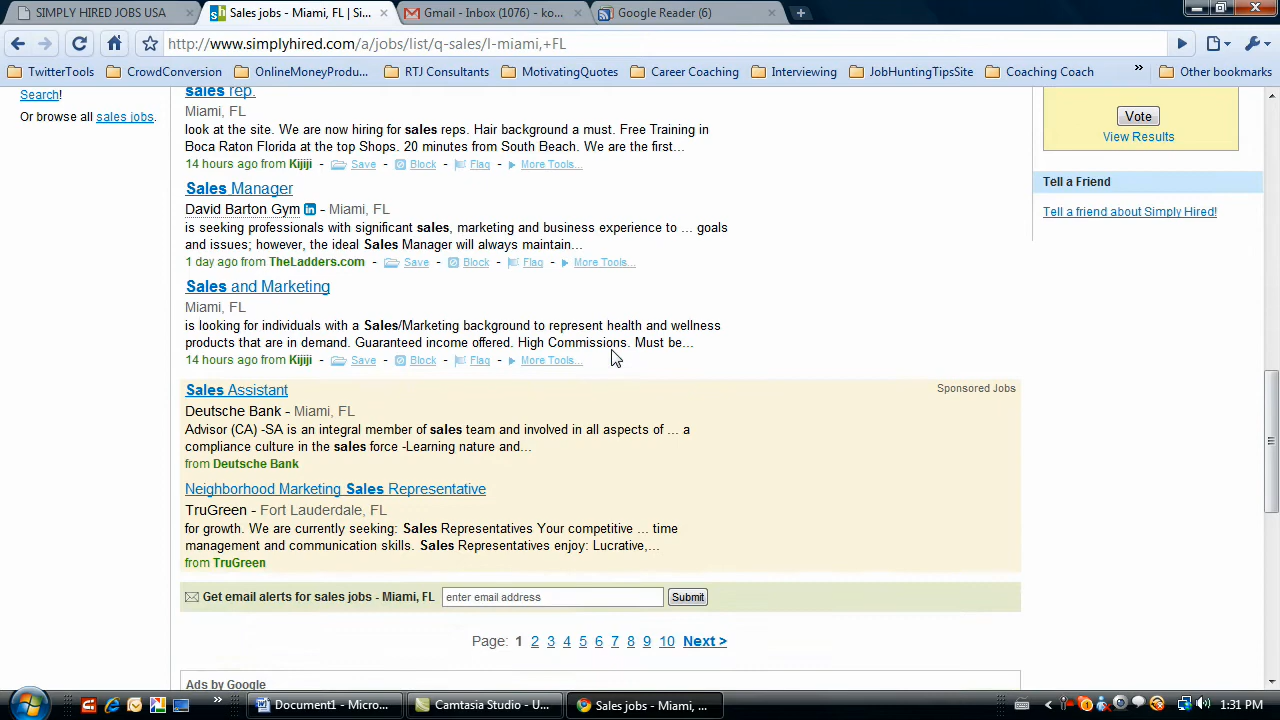 SIMPLY HIRED JOBS USA
Sales jobs - Miami, FL | Si...
Gmail - Inbox (1076) - ko...
Google Reader (6)
http://www.simplyhired.com/a/jobs/list/q-sales/l-miami,+FL
TwitterTools CrowdConversion OnlineMoneyProdu... RTJ Consultants MotivatingQuotes Career Coaching Interviewing JobHuntingTipsSite Coaching Coach » Other bookmarks
Search!
Or browse all sales jobs.
sales rep.
Miami, FL
look at the site. We are now hiring for sales reps. Hair background a must. Free Training in
Boca Raton Florida at the top Shops. 20 minutes from South Beach. We are the first...
14 hours ago from Kijiji - Save - Block - Flag - More Tools...
Sales Manager
David Barton Gym in - Miami, FL
is seeking professionals with significant sales, marketing and business experience to ... goals
and issues; however, the ideal Sales Manager will always maintain...
1 day ago from TheLadders.com - Save - Block - Flag - More Tools...
Sales and Marketing
Miami, FL
is looking for individuals with a Sales/Marketing background to represent health and wellness
products that are in demand. Guaranteed income offered. High Commissions. Must be...
14 hours ago from Kijiji - Save - Block - Flag - More Tools...
Sales Assistant
Sponsored Jobs
Deutsche Bank - Miami, FL
Advisor (CA) -SA is an integral member of sales team and involved in all aspects of ... a
compliance culture in the sales force -Learning nature and...
from Deutsche Bank
Neighborhood Marketing Sales Representative
TruGreen - Fort Lauderdale, FL
for growth. We are currently seeking: Sales Representatives Your competitive ... time
management and communication skills. Sales Representatives enjoy: Lucrative,...
from TruGreen
Get email alerts for sales jobs - Miami, FL enter email address Submit
Page: 1 2 3 4 5 6 7 8 9 10 Next >
Ads by Google
Vote
View Results
Tell a Friend
Tell a friend about Simply Hired!
» Document1 - Micro... Camtasia Studio - U... Sales jobs - Miami, ... 1:31 PM